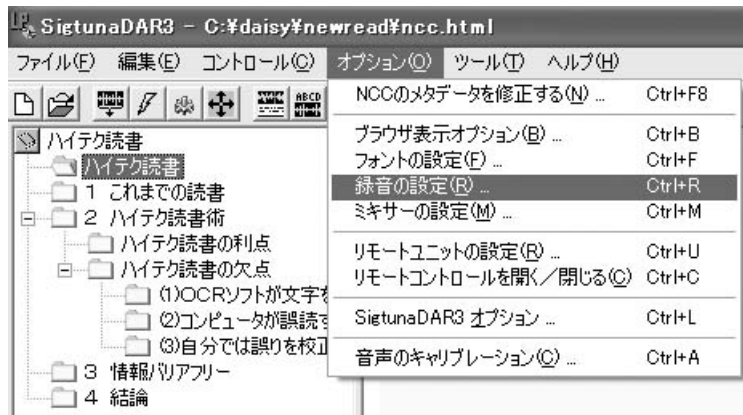 SigtunaDAR3 - C:¥daisy¥newread¥ncc.html
ファイル(F) 編集(E) コントロール(C) オプション(O) ツール(T) ヘルプ(H)
ABCD
NCCのメタデータを修正する(N) ... Ctrl+F8
ブラウザ表示オプション(B) ... Ctrl+B
フォントの設定(F) ... Ctrl+F
録音の設定(R) ... Ctrl+R
ミキサーの設定(M) ... Ctrl+M
リモートユニットの設定(R) ... Ctrl+U
リモートコントロールを開く／閉じる(C) Ctrl+C
SigtunaDAR3 オプション ... Ctrl+L
音声のキャリブレーション(C) ... Ctrl+A
ハイテク読書
ハイテク読書
1 これまでの読書
2 ハイテク読書術
ハイテク読書の利点
ハイテク読書の欠点
(1)OCRソフトが文字を
(2)コンピュータが誤読す
(3)自分では誤りを校正
3 情報バリアフリー
4 結論